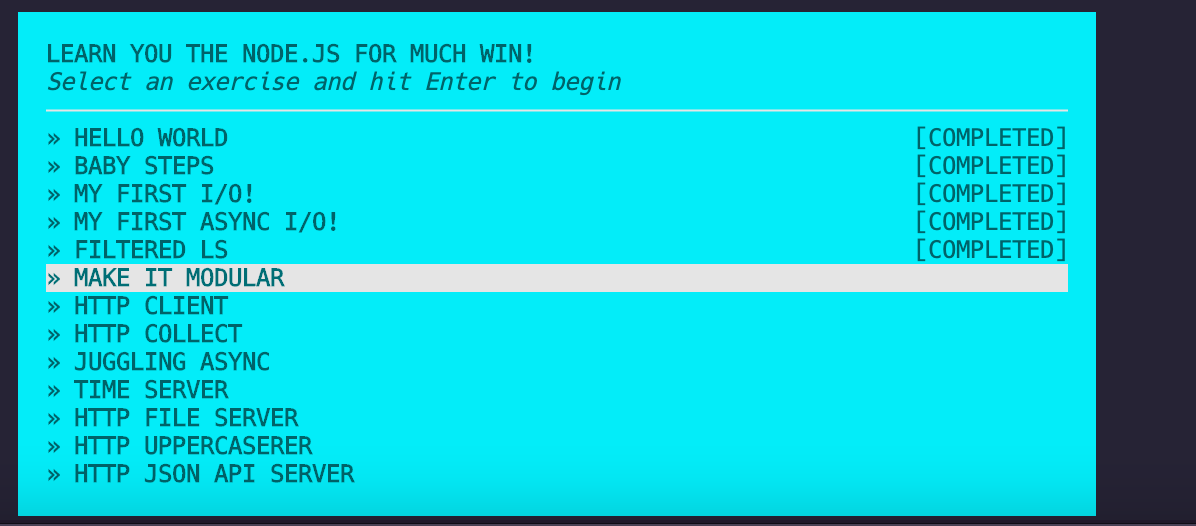 LEARN YOU THE NODE.JS FOR MUCH WIN!
Select an exercise and hit Enter to begin
» HELLO WORLD [COMPLETED]
» BABY STEPS [COMPLETED]
» MY FIRST I/O! [COMPLETED]
» MY FIRST ASYNC I/O! [COMPLETED]
» FILTERED LS [COMPLETED]
» MAKE IT MODULAR
» HTTP CLIENT
» HTTP COLLECT
» JUGGLING ASYNC
» TIME SERVER
» HTTP FILE SERVER
» HTTP UPPERCASERER
» HTTP JSON API SERVER